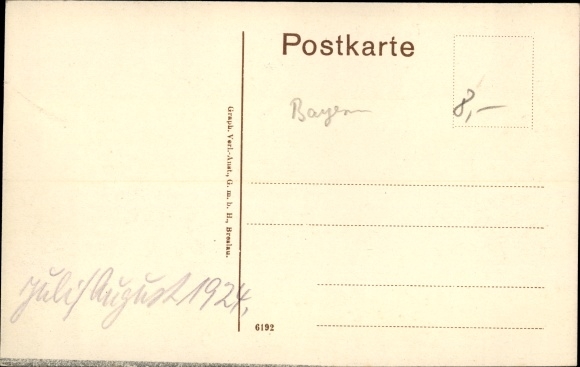 Postkarte
Bayern
8,–
Graph. Verl.-Anst., G. m. b. H., Breslau.
Juli/August 1924,
6192